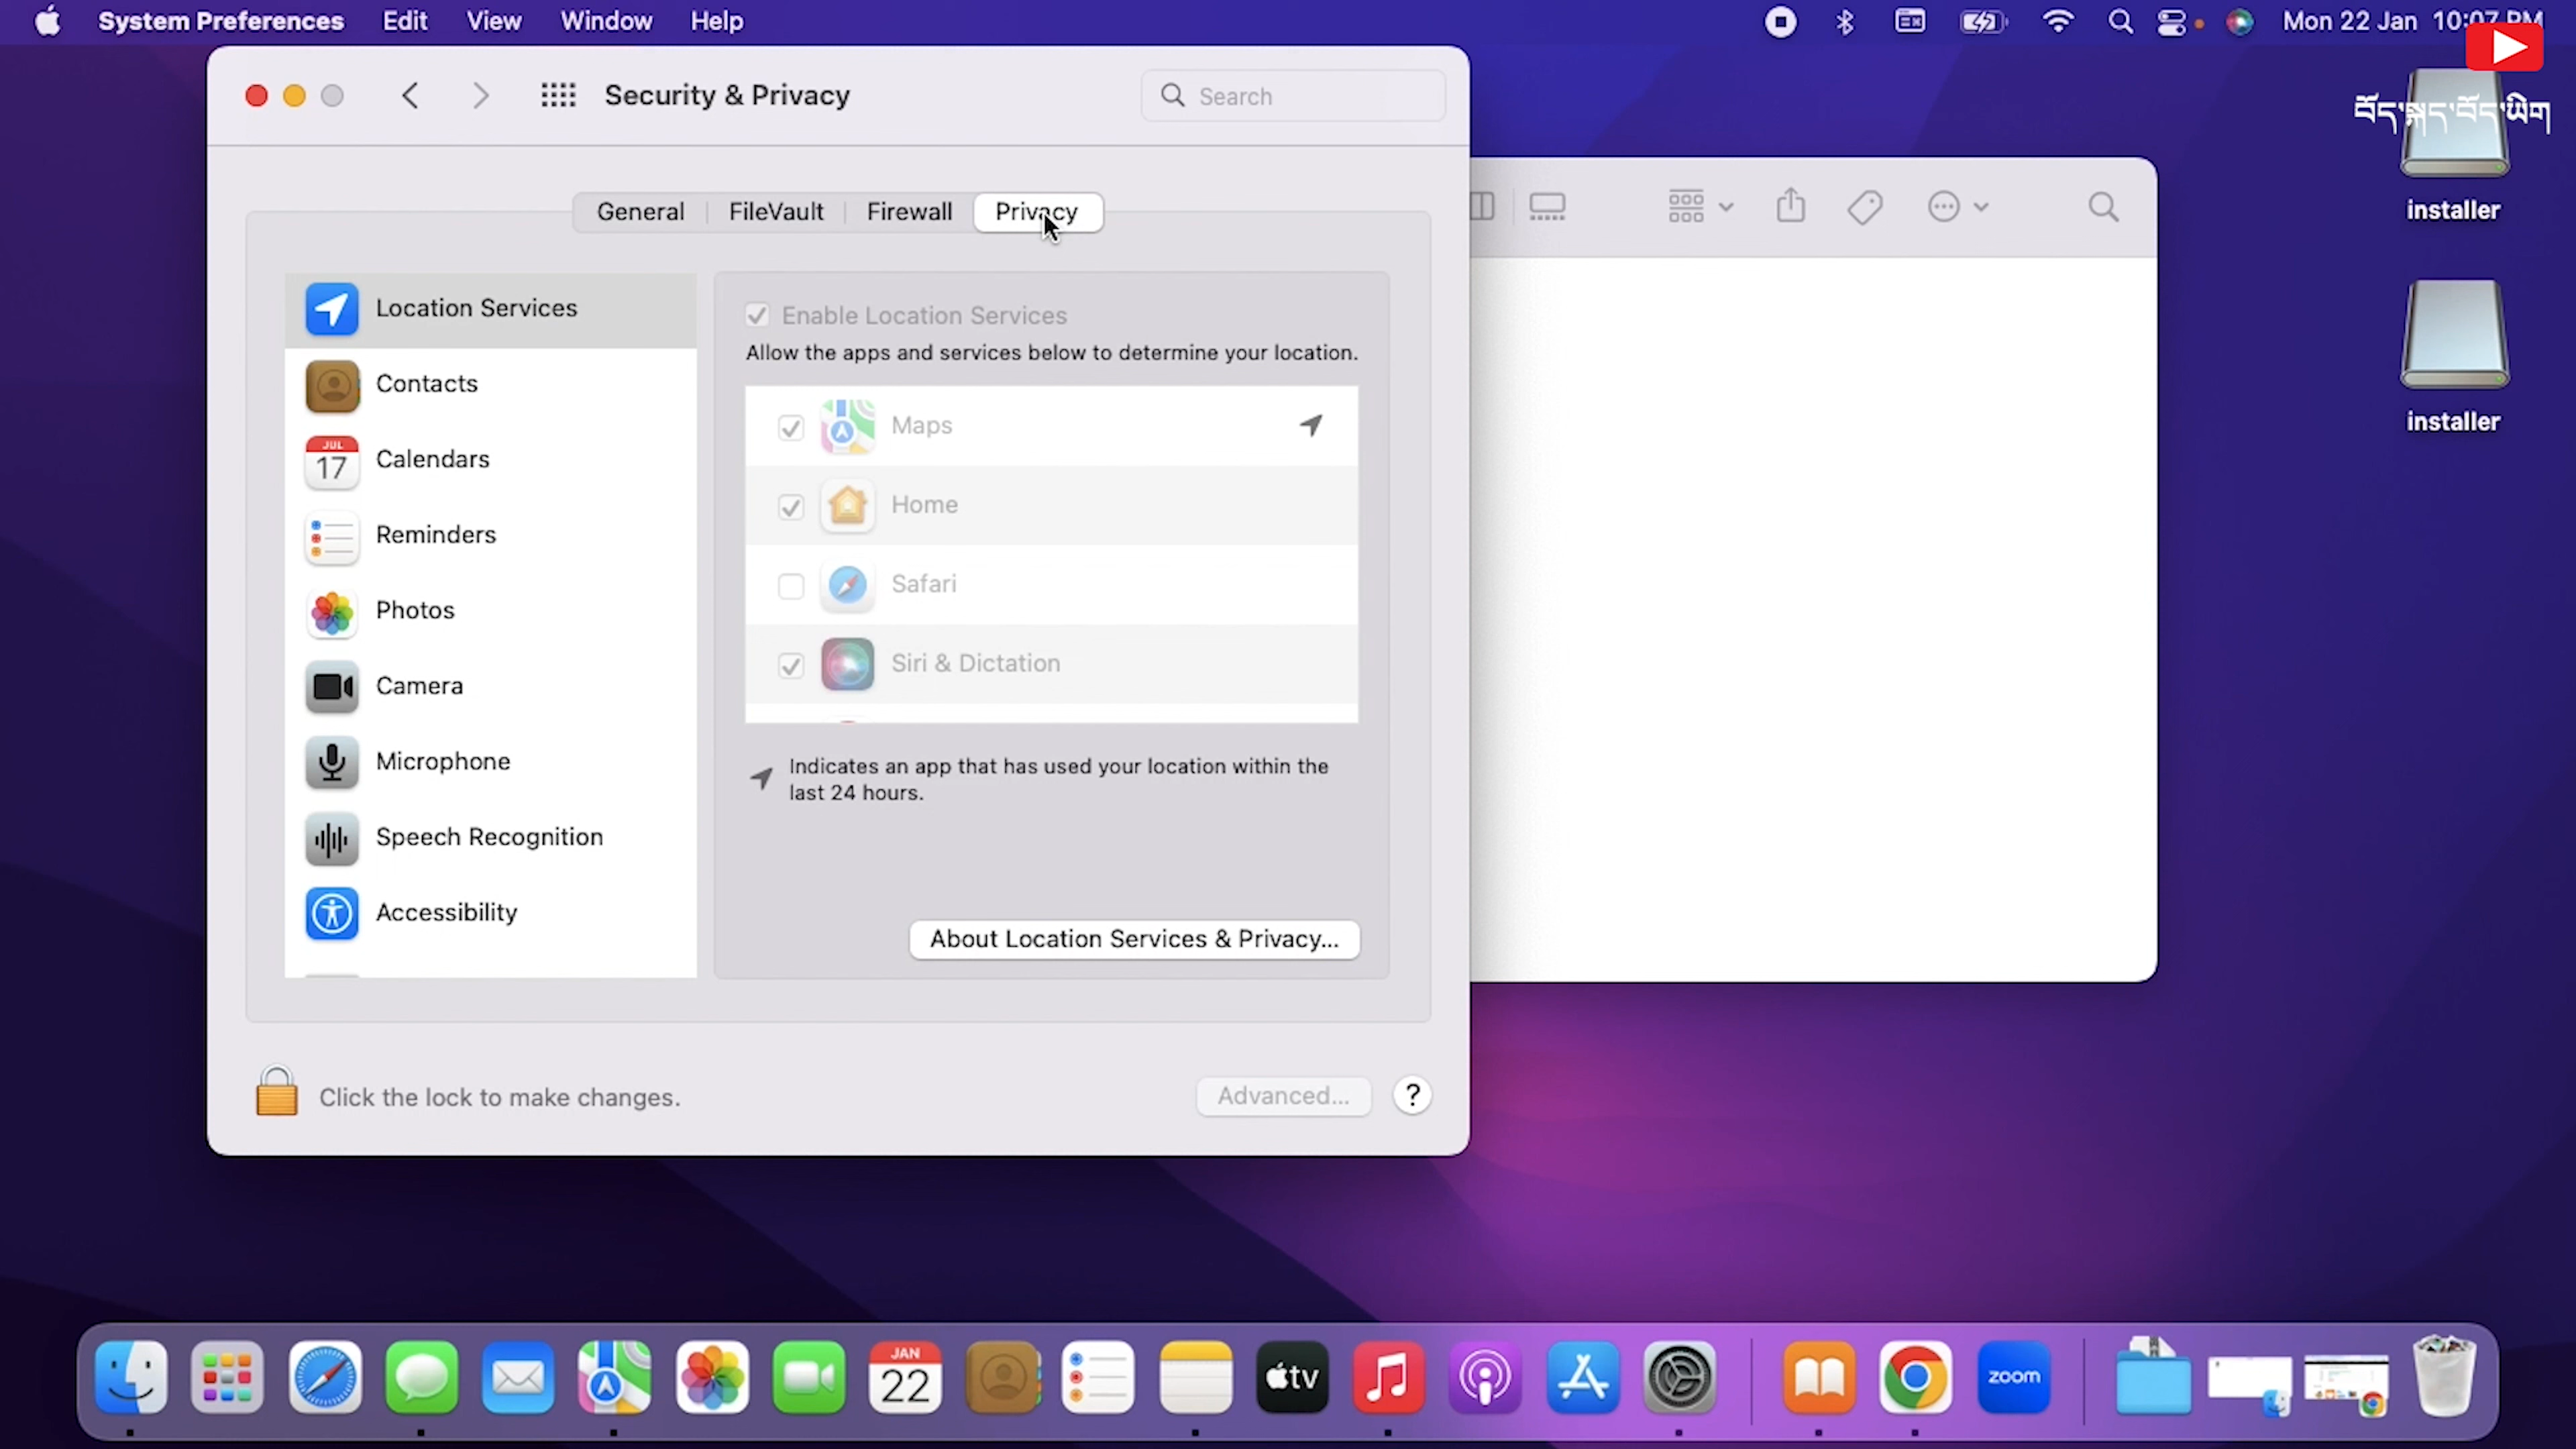 System Preferences Edit View Window Help Mon 22 Jan 10:07 PM
Security & Privacy
Search
བོད་སྐད་བོད་ཡིག
installer
installer
General FileVault Firewall Privacy
Location Services
Contacts
JUL
17
Calendars
Reminders
Photos
Camera
Microphone
Speech Recognition
Accessibility
Enable Location Services
Allow the apps and services below to determine your location.
Maps
Home
Safari
Siri & Dictation
Indicates an app that has used your location within the
last 24 hours.
About Location Services & Privacy...
Click the lock to make changes.
Advanced...
?
JAN
22
tv
zoom